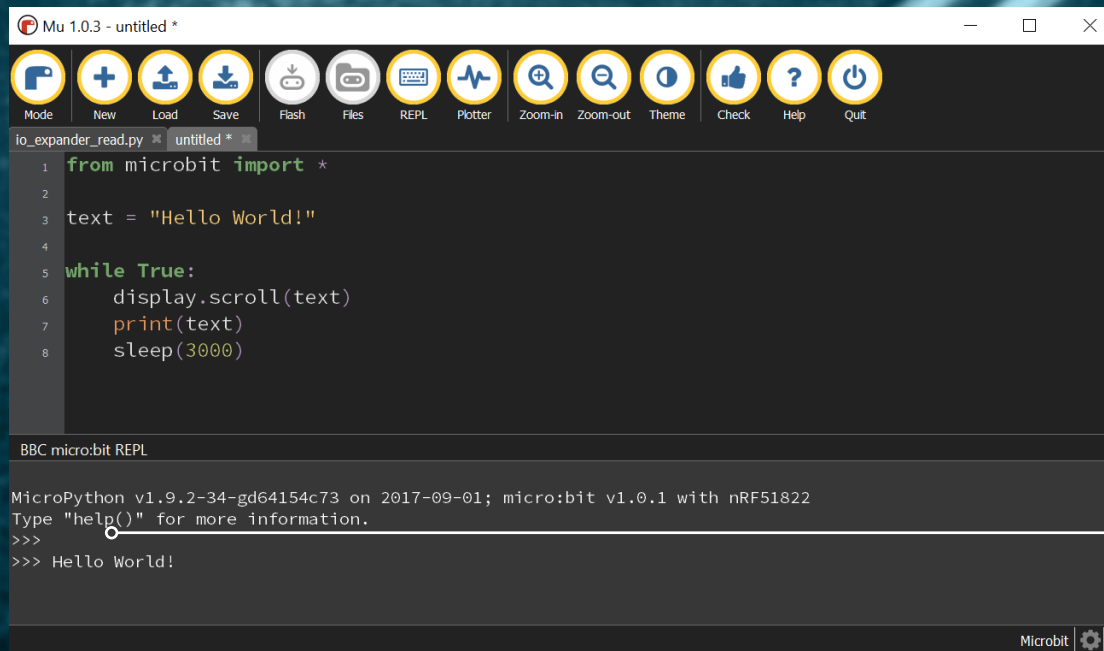 Mu 1.0.3 - untitled *
Mode New Load Save Flash Files REPL Plotter Zoom-in Zoom-out Theme Check Help Quit
io_expander_read.py untitled *
1 from microbit import *
2
3 text = "Hello World!"
4
5 while True:
6     display.scroll(text)
7     print(text)
8     sleep(3000)
BBC micro:bit REPL
MicroPython v1.9.2-34-gd64154c73 on 2017-09-01; micro:bit v1.0.1 with nRF51822
Type "help()" for more information.
>>>
>>> Hello World!
Microbit